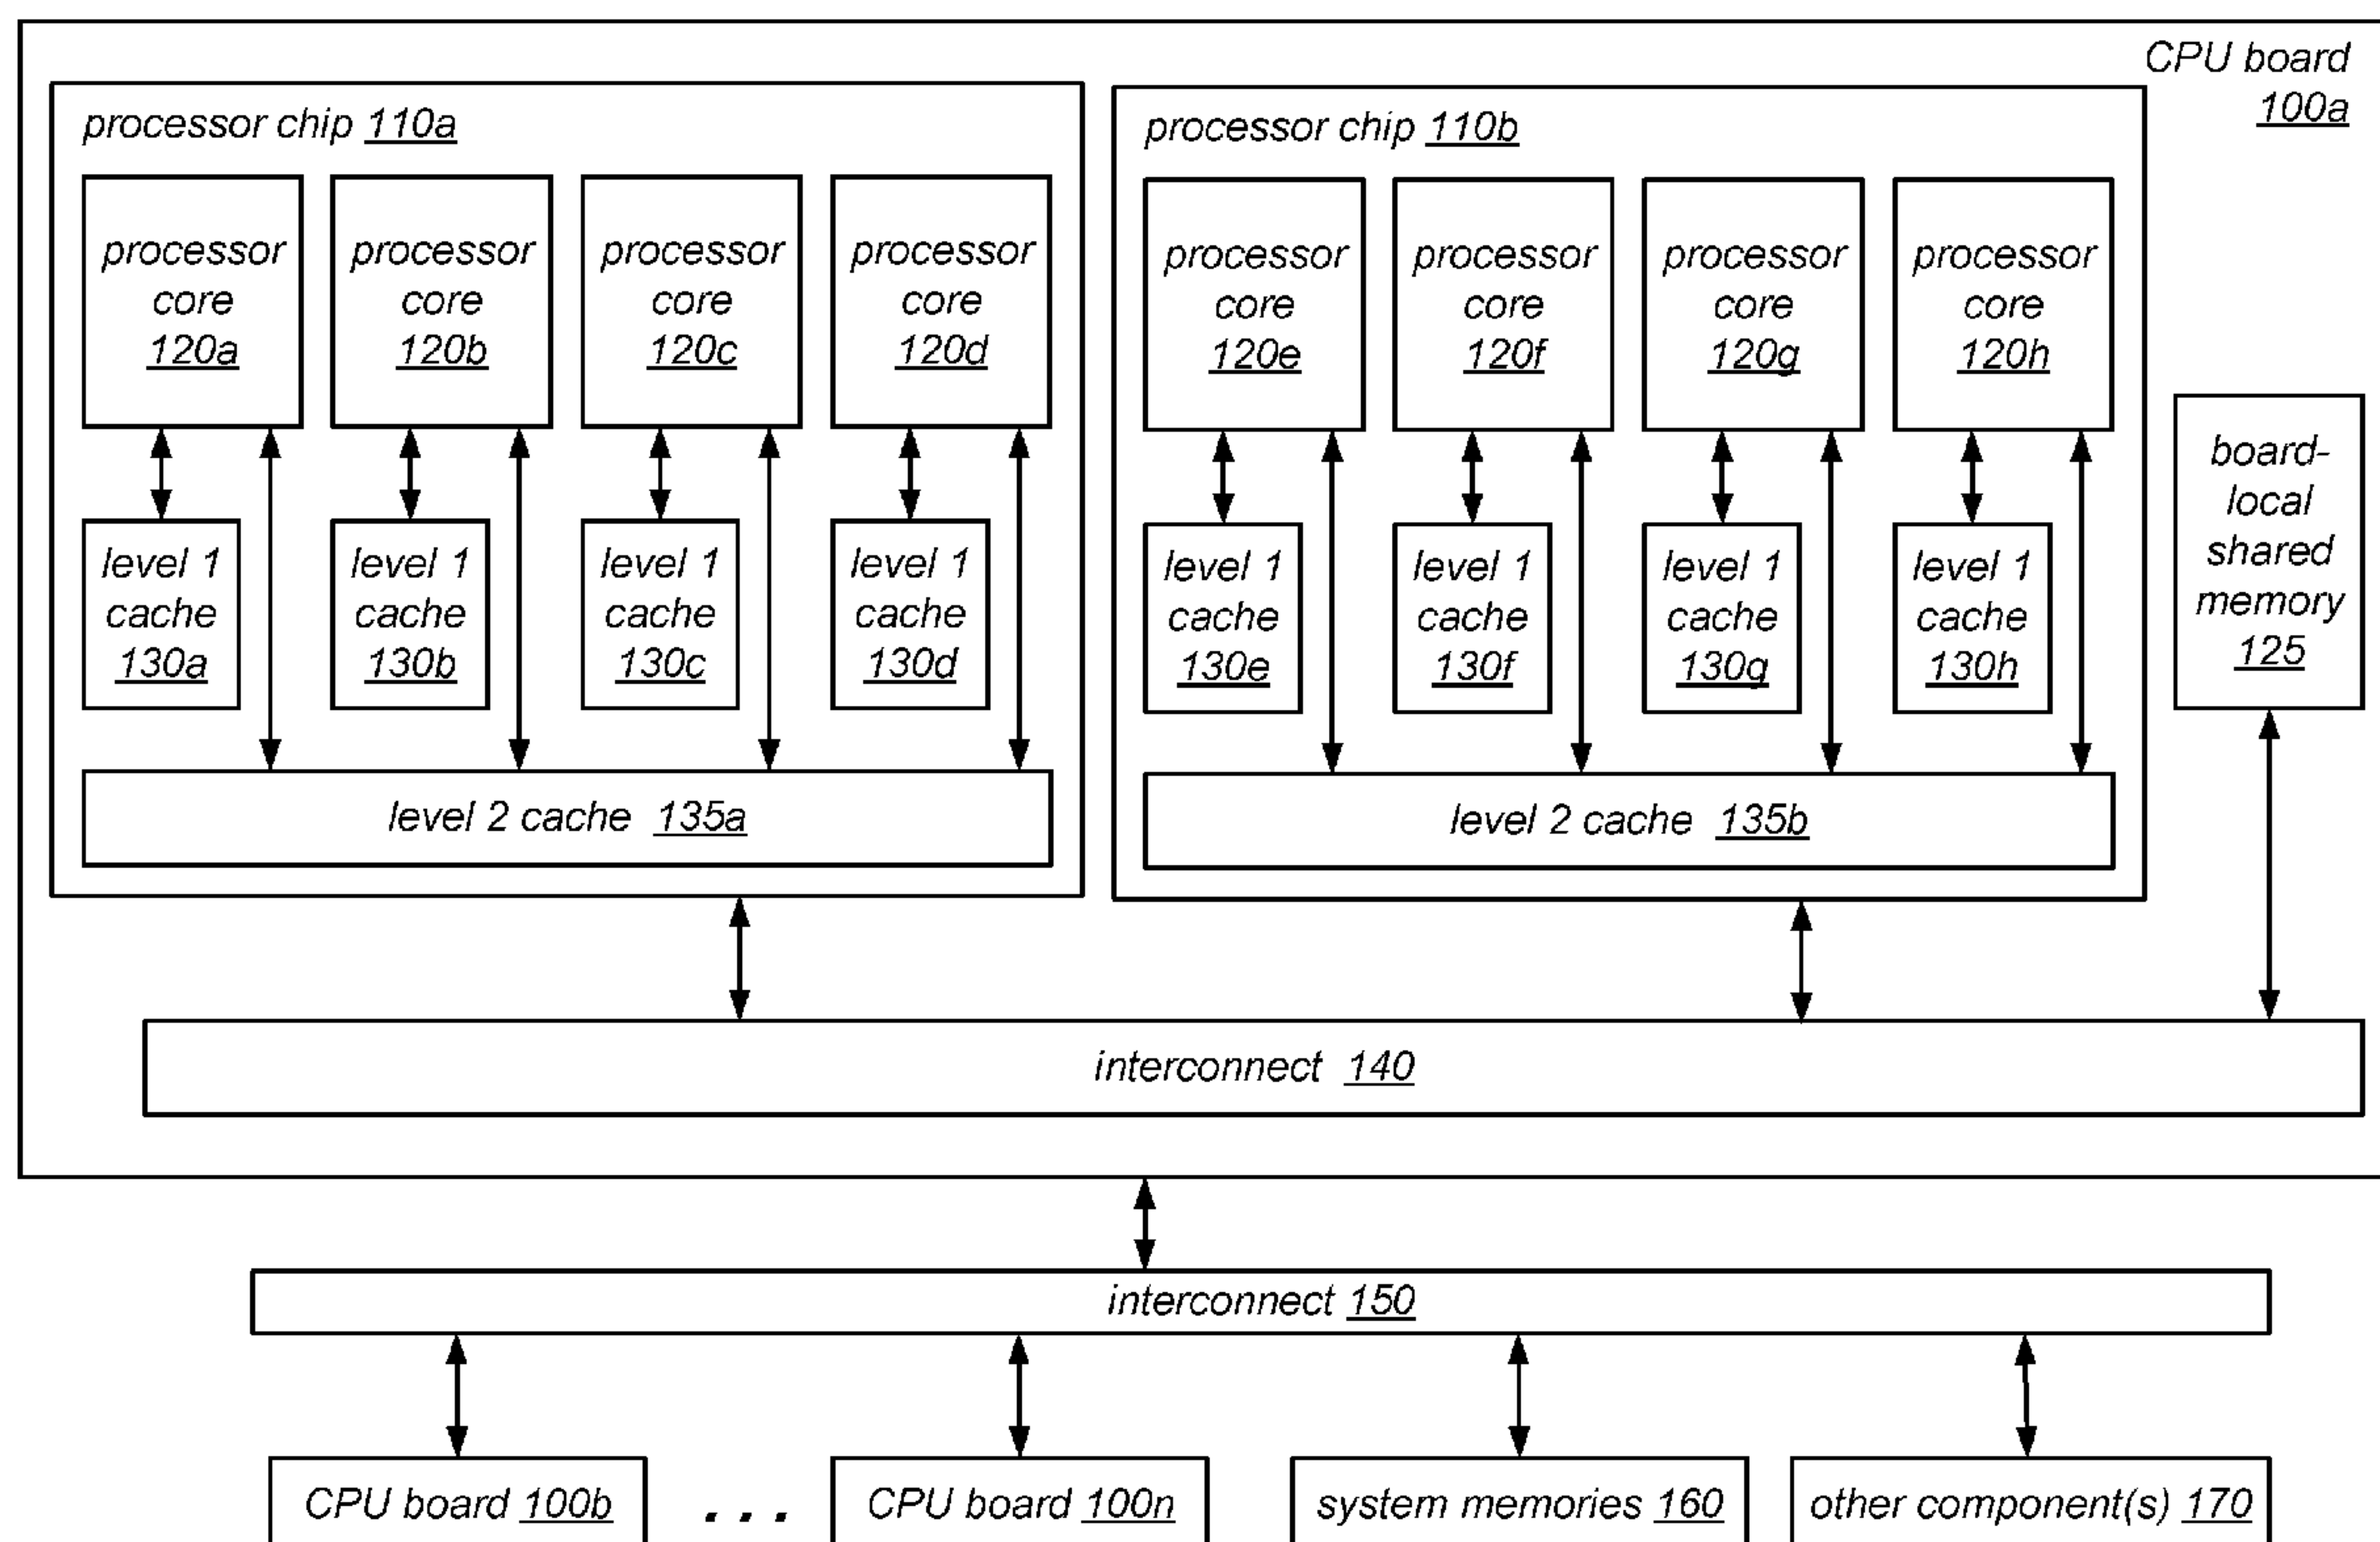 CPU board
100a
processor chip 110a
processor
core
120a
processor
core
120b
processor
core
120c
processor
core
120d
level 1
cache
130a
level 1
cache
130b
level 1
cache
130c
level 1
cache
130d
level 2 cache 135a
processor chip 110b
processor
core
120e
processor
core
120f
processor
core
120g
processor
core
120h
level 1
cache
130e
level 1
cache
130f
level 1
cache
130g
level 1
cache
130h
level 2 cache 135b
board-
local
shared
memory
125
interconnect 140
interconnect 150
CPU board 100b
...
CPU board 100n
system memories 160
other component(s) 170